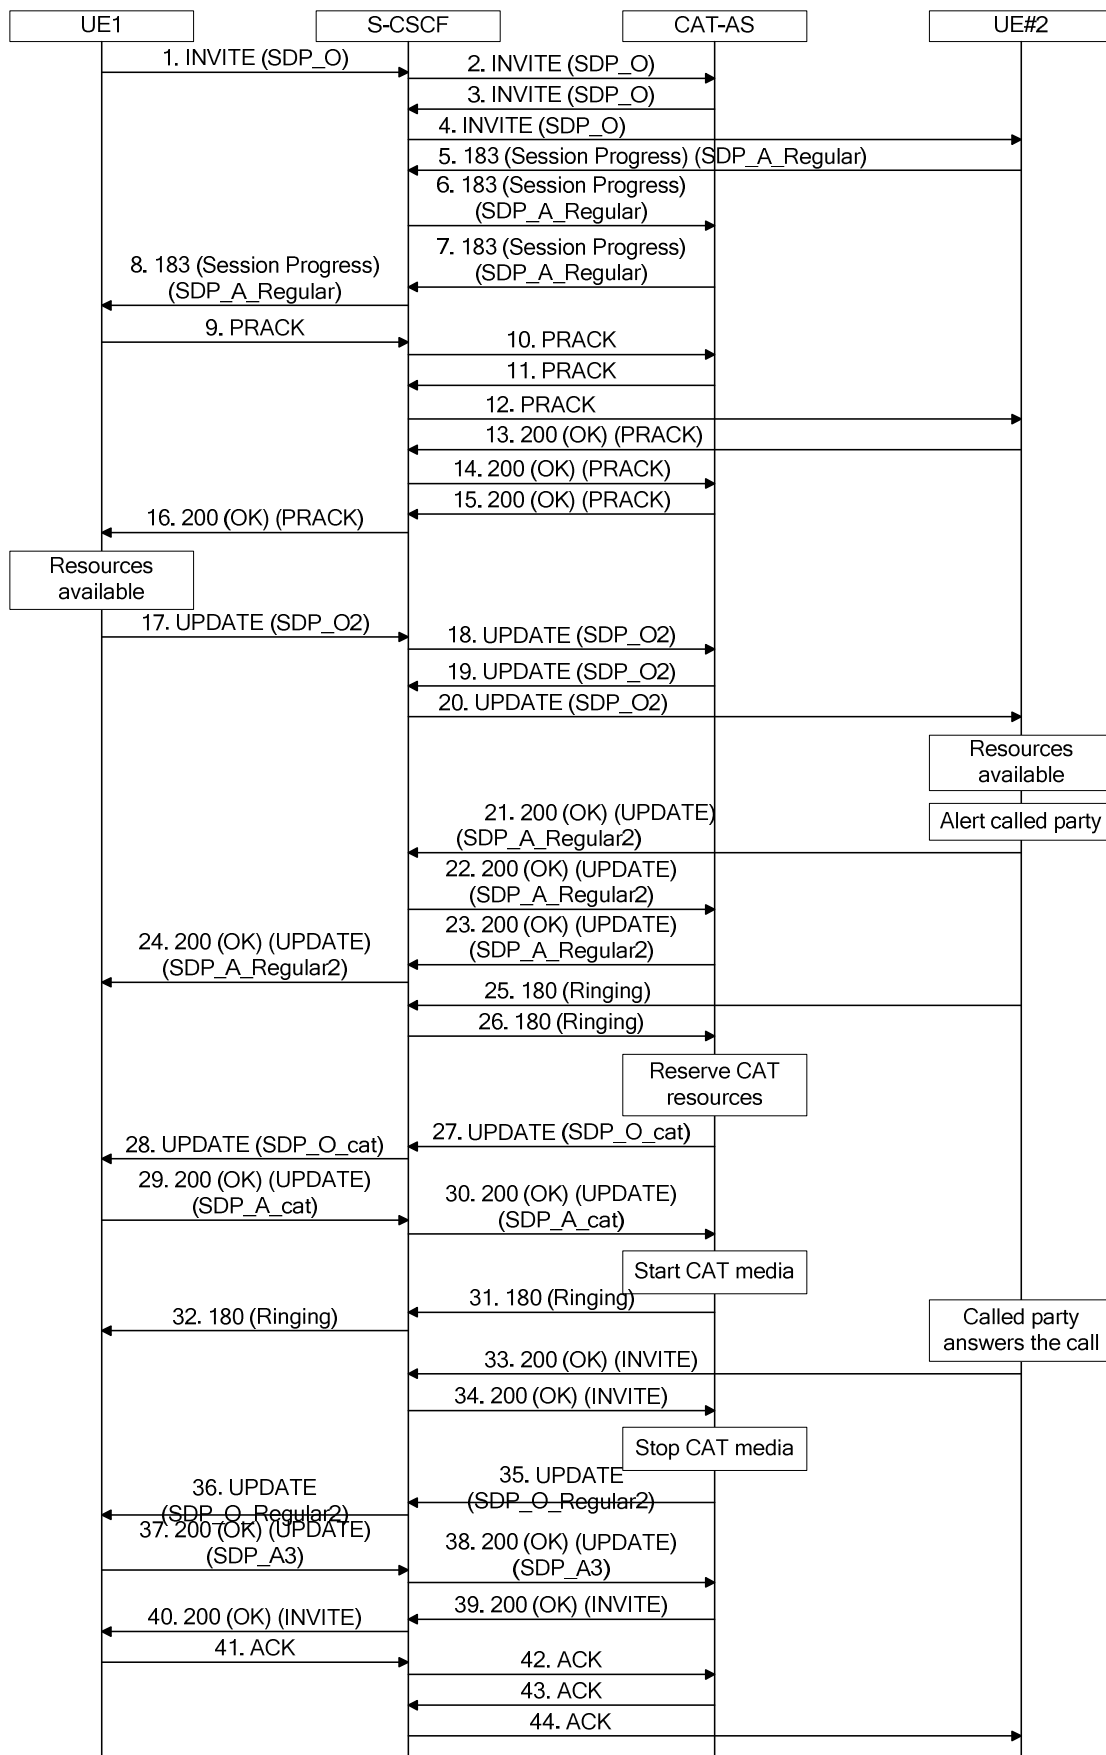 UE1
S-CSCF
CAT-AS
UE#2
1. INVITE (SDP_O)
2. INVITE (SDP_O)
3. INVITE (SDP_O)
4. INVITE (SDP_O)
5. 183 (Session Progress) (SDP_A_Regular)
6. 183 (Session Progress)
(SDP_A_Regular)
7. 183 (Session Progress)
(SDP_A_Regular)
8. 183 (Session Progress)
(SDP_A_Regular)
9. PRACK
10. PRACK
11. PRACK
12. PRACK
13. 200 (OK) (PRACK)
14. 200 (OK) (PRACK)
15. 200 (OK) (PRACK)
16. 200 (OK) (PRACK)
Resources
available
17. UPDATE (SDP_O2)
18. UPDATE (SDP_O2)
19. UPDATE (SDP_O2)
20. UPDATE (SDP_O2)
Resources
available
Alert called party
21. 200 (OK) (UPDATE)
(SDP_A_Regular2)
22. 200 (OK) (UPDATE)
(SDP_A_Regular2)
23. 200 (OK) (UPDATE)
(SDP_A_Regular2)
24. 200 (OK) (UPDATE)
(SDP_A_Regular2)
25. 180 (Ringing)
26. 180 (Ringing)
Reserve CAT
resources
27. UPDATE (SDP_O_cat)
28. UPDATE (SDP_O_cat)
29. 200 (OK) (UPDATE)
(SDP_A_cat)
30. 200 (OK) (UPDATE)
(SDP_A_cat)
Start CAT media
31. 180 (Ringing)
32. 180 (Ringing)
Called party
answers the call
33. 200 (OK) (INVITE)
34. 200 (OK) (INVITE)
Stop CAT media
35. UPDATE
(SDP_O_Regular2)
36. UPDATE
(SDP_O_Regular2)
37. 200 (OK) (UPDATE)
(SDP_A3)
38. 200 (OK) (UPDATE)
(SDP_A3)
39. 200 (OK) (INVITE)
40. 200 (OK) (INVITE)
41. ACK
42. ACK
43. ACK
44. ACK